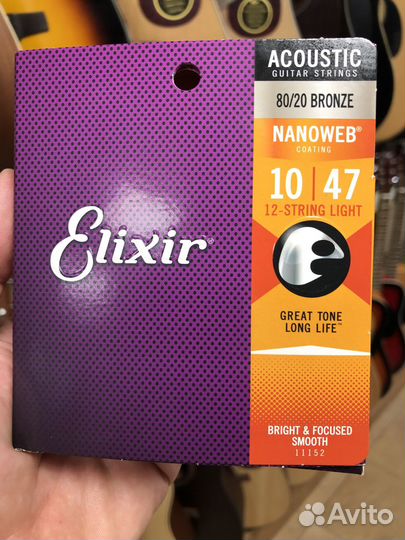 ACOUSTIC
GUITAR STRINGS
80/20 BRONZE
NANOWEB®
COATING
10 | 47
12-STRING LIGHT
Elixir®
GREAT TONE
LONG LIFE™
BRIGHT & FOCUSED
SMOOTH
11152
Avito